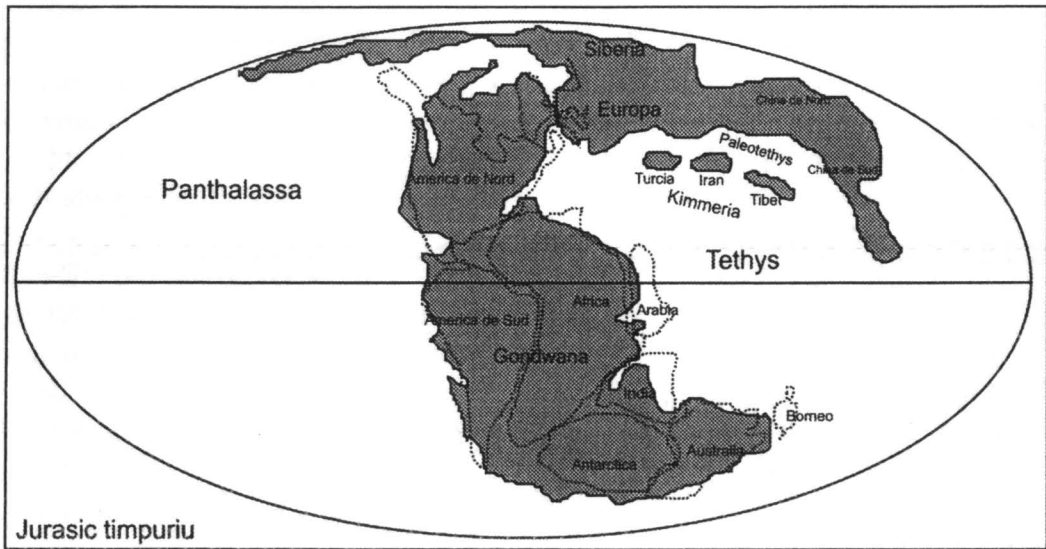 Siberia
China de Nord
Europa
Paleotethys
Turcia
Iran
China de Sud
Tibet
America de Nord
Kimmeria
Panthalassa
Tethys
Africa
Arabia
America de Sud
Gondwana
India
Borneo
Australia
Antarctica
Jurasic timpuriu